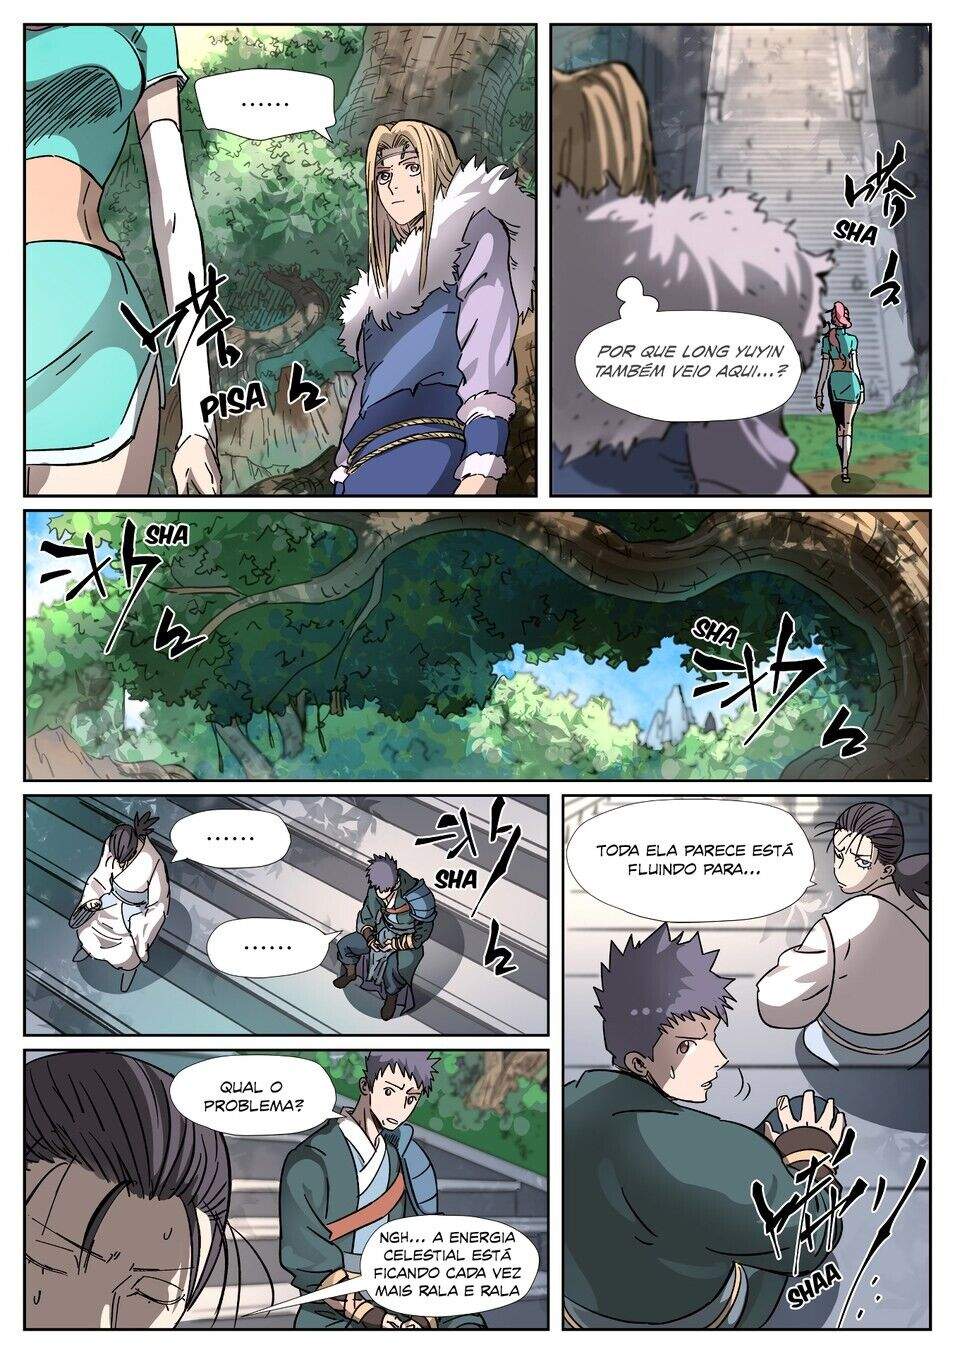 ......
PISA
SHA
POR QUE LONG YUYIN
TAMBÉM VEIO AQUI...?
SHA
SHA
......
SHA
......
QUAL O
PROBLEMA?
NGH... A ENERGIA
CELESTIAL ESTÁ
FICANDO CADA VEZ
MAIS RALA E RALA
TODA ELA PARECE ESTÁ
FLUINDO PARA...
SHAA